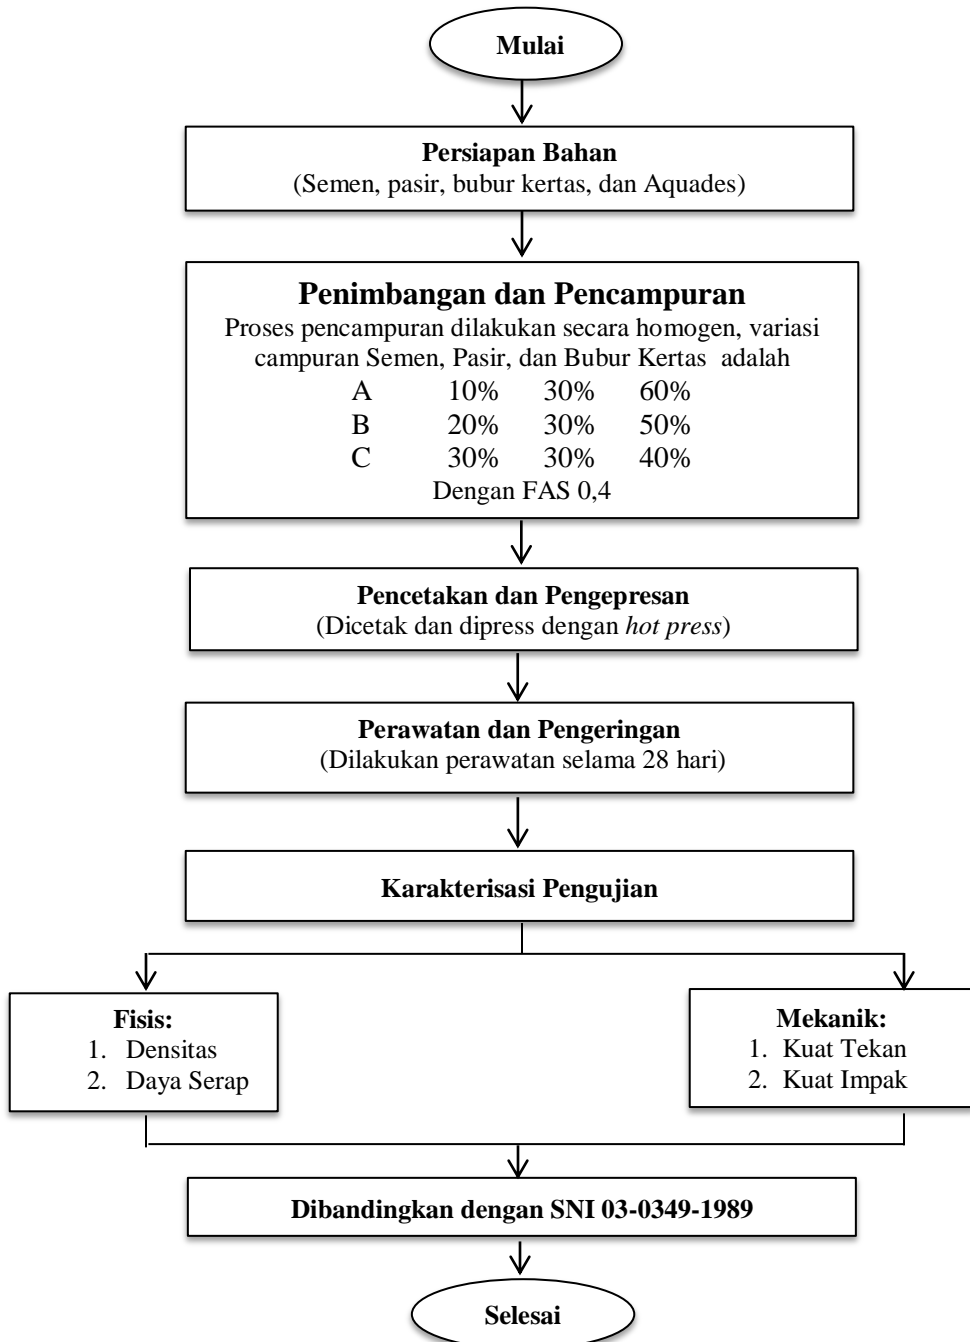 Mulai
Persiapan Bahan
(Semen, pasir, bubur kertas, dan Aquades)
Penimbangan dan Pencampuran
Proses pencampuran dilakukan secara homogen, variasi
campuran Semen, Pasir, dan Bubur Kertas adalah
A 10% 30% 60%
B 20% 30% 50%
C 30% 30% 40%
Dengan FAS 0,4
Pencetakan dan Pengepresan
(Dicetak dan dipress dengan hot press)
Perawatan dan Pengeringan
(Dilakukan perawatan selama 28 hari)
Karakterisasi Pengujian
Fisis:
1. Densitas
2. Daya Serap
Mekanik:
1. Kuat Tekan
2. Kuat Impak
Dibandingkan dengan SNI 03-0349-1989
Selesai